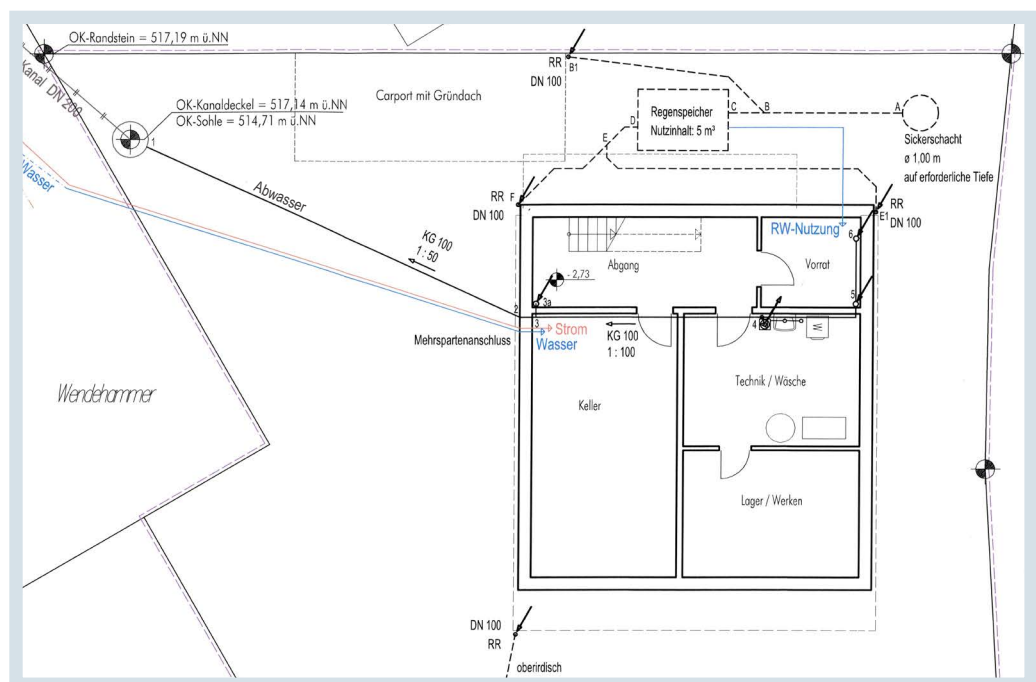 OK-Randstein = 517,19 m ü.NN
Kanal DN 200
OK-Kanaldeckel = 517,14 m ü.NN
OK-Sohle = 514,71 m ü.NN
1
Wasser
Abwasser
KG 100
1 : 50
Carport mit Gründach
RR
B1
DN 100
Regenspeicher
Nutzinhalt: 5 m³
C
B
A
D
E
Sickerschacht
ø 1,00 m
auf erforderliche Tiefe
RR
F
DN 100
RR
E1
DN 100
RW-Nutzung
6
Abgang
Vorrat
- 2,73
3a
5
2
3
4
W
Strom
Wasser
Mehrspartenanschluss
KG 100
1 : 100
Technik / Wäsche
Keller
Wendehammer
Lager / Werken
DN 100
RR
oberirdisch